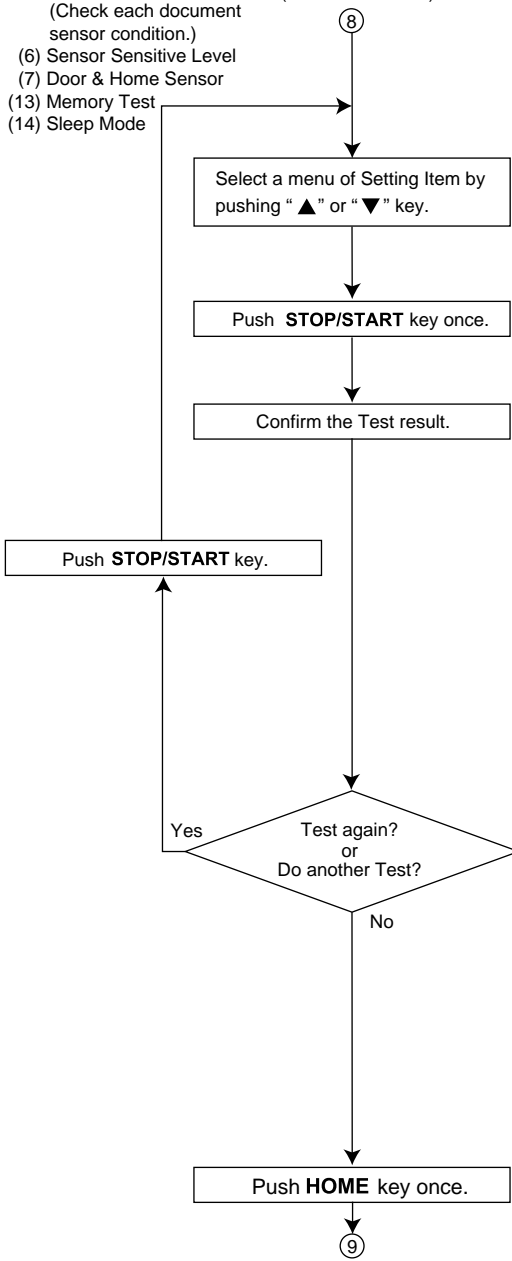 (Check each document
sensor condition.)
(6) Sensor Sensitive Level
(7) Door & Home Sensor
(13) Memory Test
(14) Sleep Mode
8
Select a menu of Setting Item by
pushing “ ▲ ” or “ ▼ ” key.
Push STOP/START key once.
Confirm the Test result.
Push STOP/START key.
Yes
Test again?
or
Do another Test?
No
Push HOME key once.
9